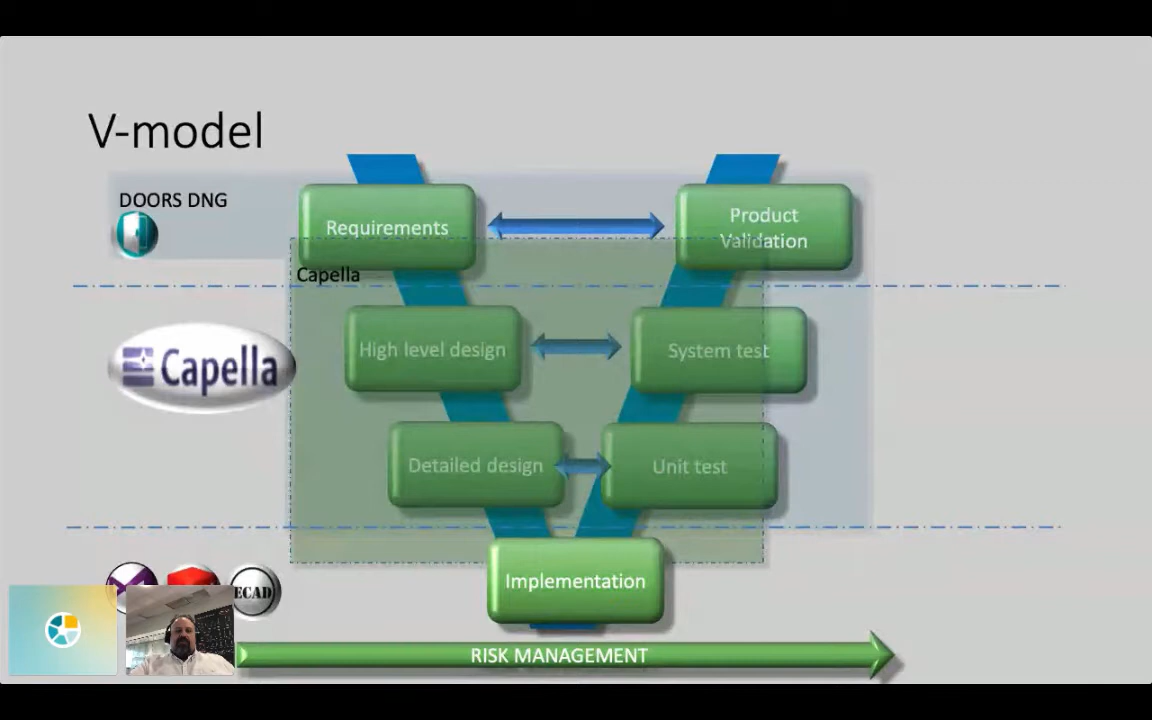 V-model
DOORS DNG
Requirements
Product
Validation
Capella
Capella
High level design
System test
Detailed design
Unit test
Implementation
ECAD
RISK MANAGEMENT